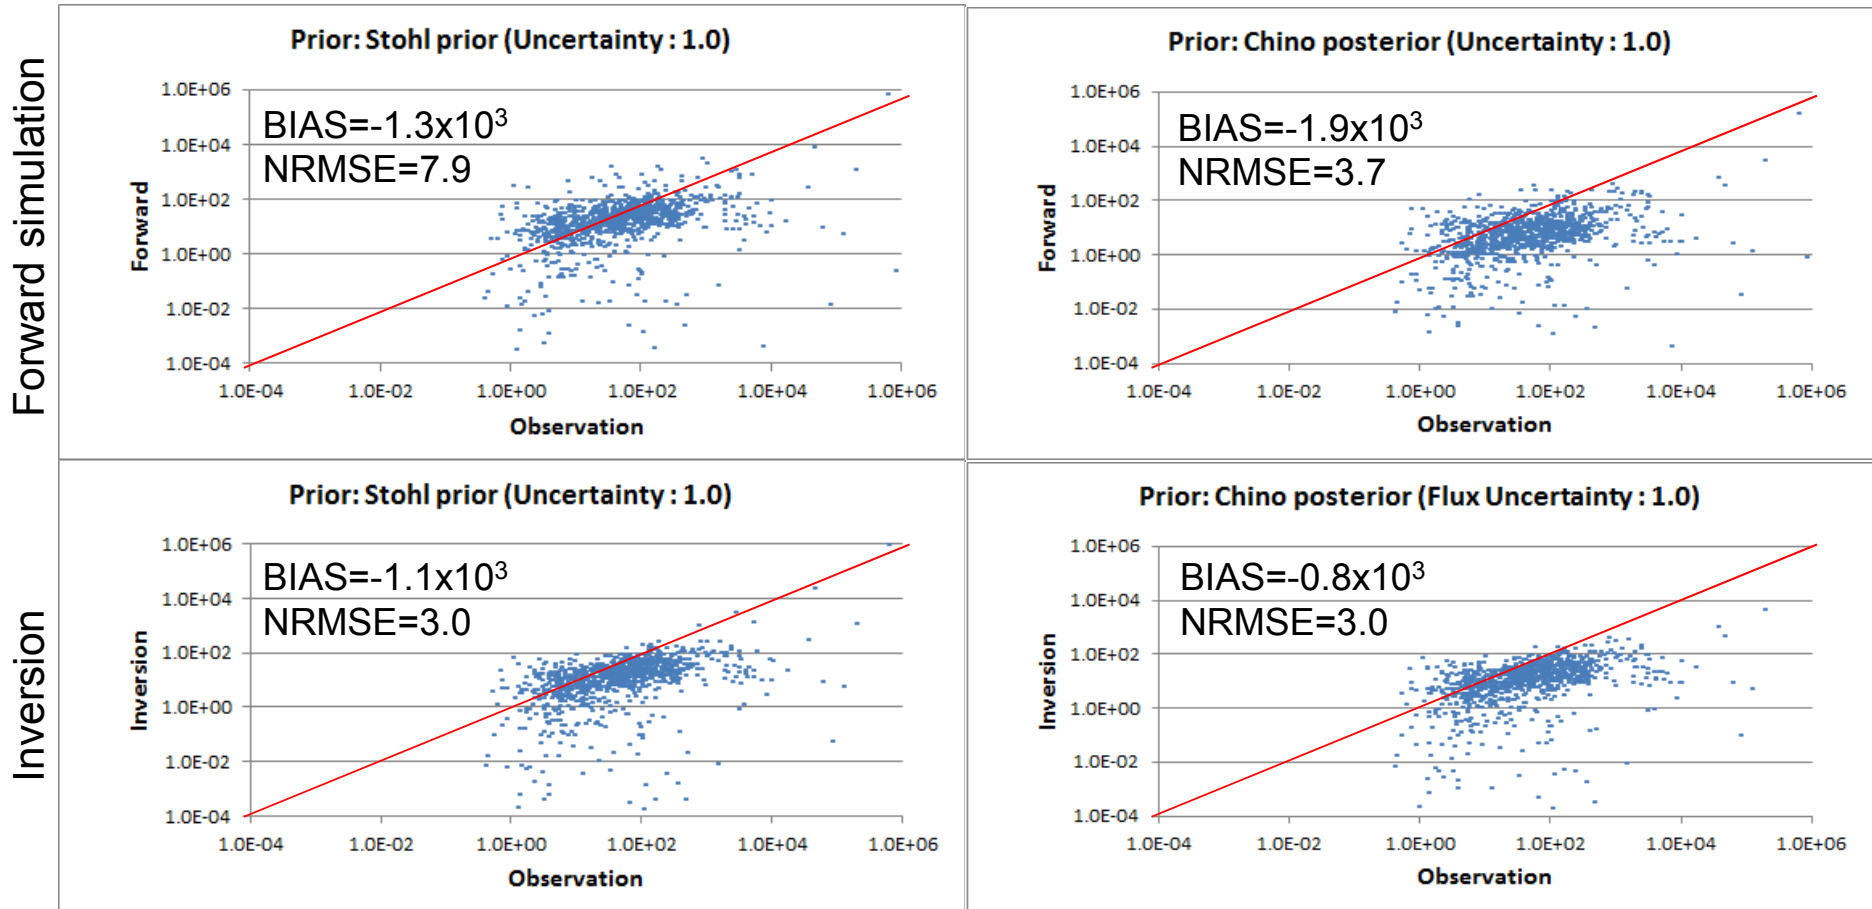 Forward simulation
Prior: Stohl prior (Uncertainty : 1.0)
BIAS=-1.3x10³
NRMSE=7.9
Forward
1.0E+06
1.0E+04
1.0E+02
1.0E+00
1.0E-02
1.0E-04
1.0E-04 1.0E-02 1.0E+00 1.0E+02 1.0E+04 1.0E+06
Observation
Prior: Chino posterior (Uncertainty : 1.0)
BIAS=-1.9x10³
NRMSE=3.7
Forward
1.0E+06
1.0E+04
1.0E+02
1.0E+00
1.0E-02
1.0E-04
1.0E-04 1.0E-02 1.0E+00 1.0E+02 1.0E+04 1.0E+06
Observation
Inversion
Prior: Stohl prior (Uncertainty : 1.0)
BIAS=-1.1x10³
NRMSE=3.0
Inversion
1.0E+06
1.0E+04
1.0E+02
1.0E+00
1.0E-02
1.0E-04
1.0E-04 1.0E-02 1.0E+00 1.0E+02 1.0E+04 1.0E+06
Observation
Prior: Chino posterior (Flux Uncertainty : 1.0)
BIAS=-0.8x10³
NRMSE=3.0
Inversion
1.0E+06
1.0E+04
1.0E+02
1.0E+00
1.0E-02
1.0E-04
1.0E-04 1.0E-02 1.0E+00 1.0E+02 1.0E+04 1.0E+06
Observation